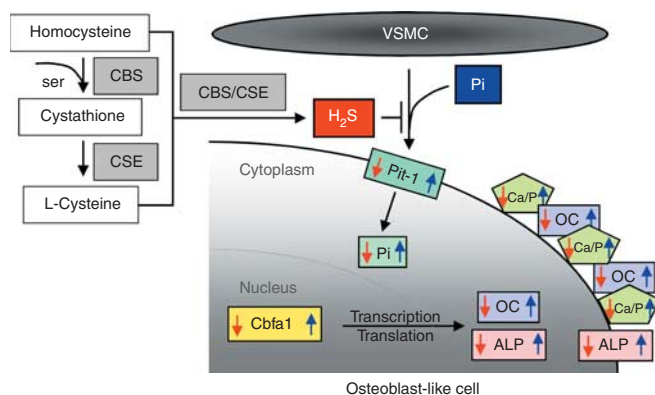 Homocysteine
VSMC
ser
CBS
Pi
CBS/CSE
H₂S
Cystathione
CSE
Cytoplasm
Pit-1
L-Cysteine
Ca/P
OC
Ca/P
Pi
OC
Nucleus
Ca/P
Cbfa1
Transcription
Translation
OC
ALP
ALP
Osteoblast-like cell